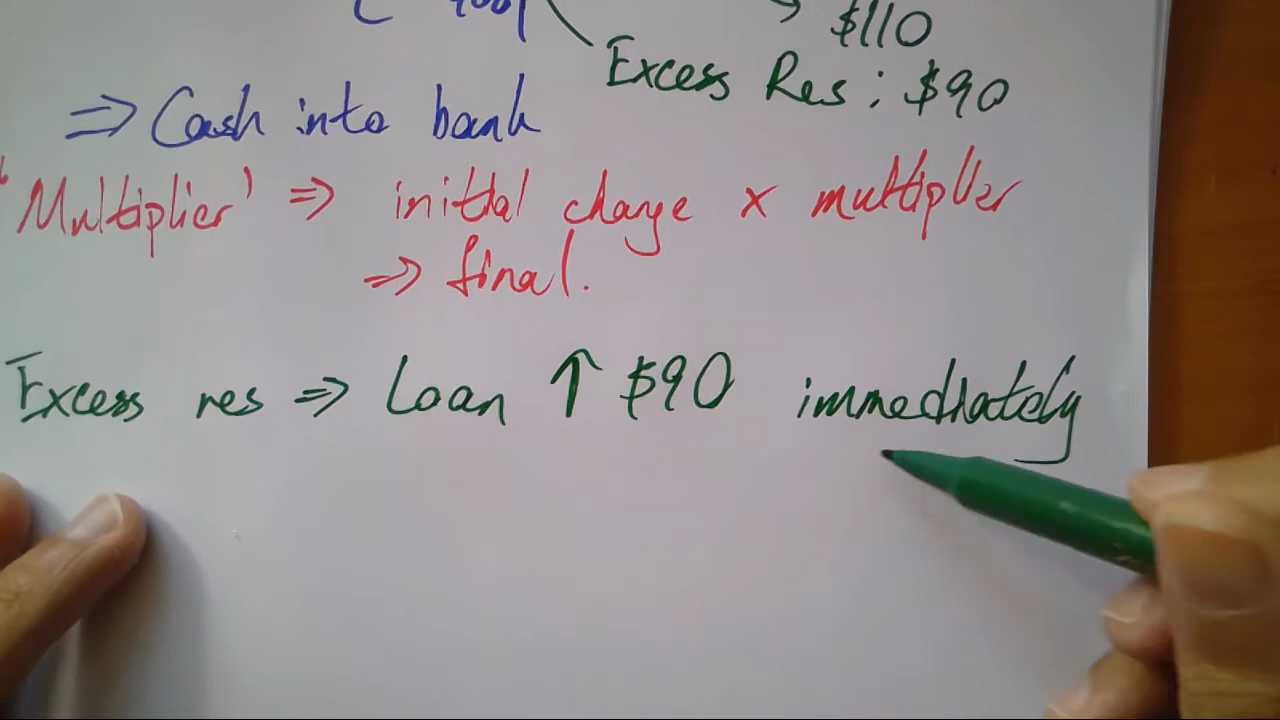 $110
Excess Res : $90
⇒ Cash into bank
'Multiplier' ⇒ initial change x multiplier
⇒ final.
Excess res ⇒ Loan ↑ $90 immediately